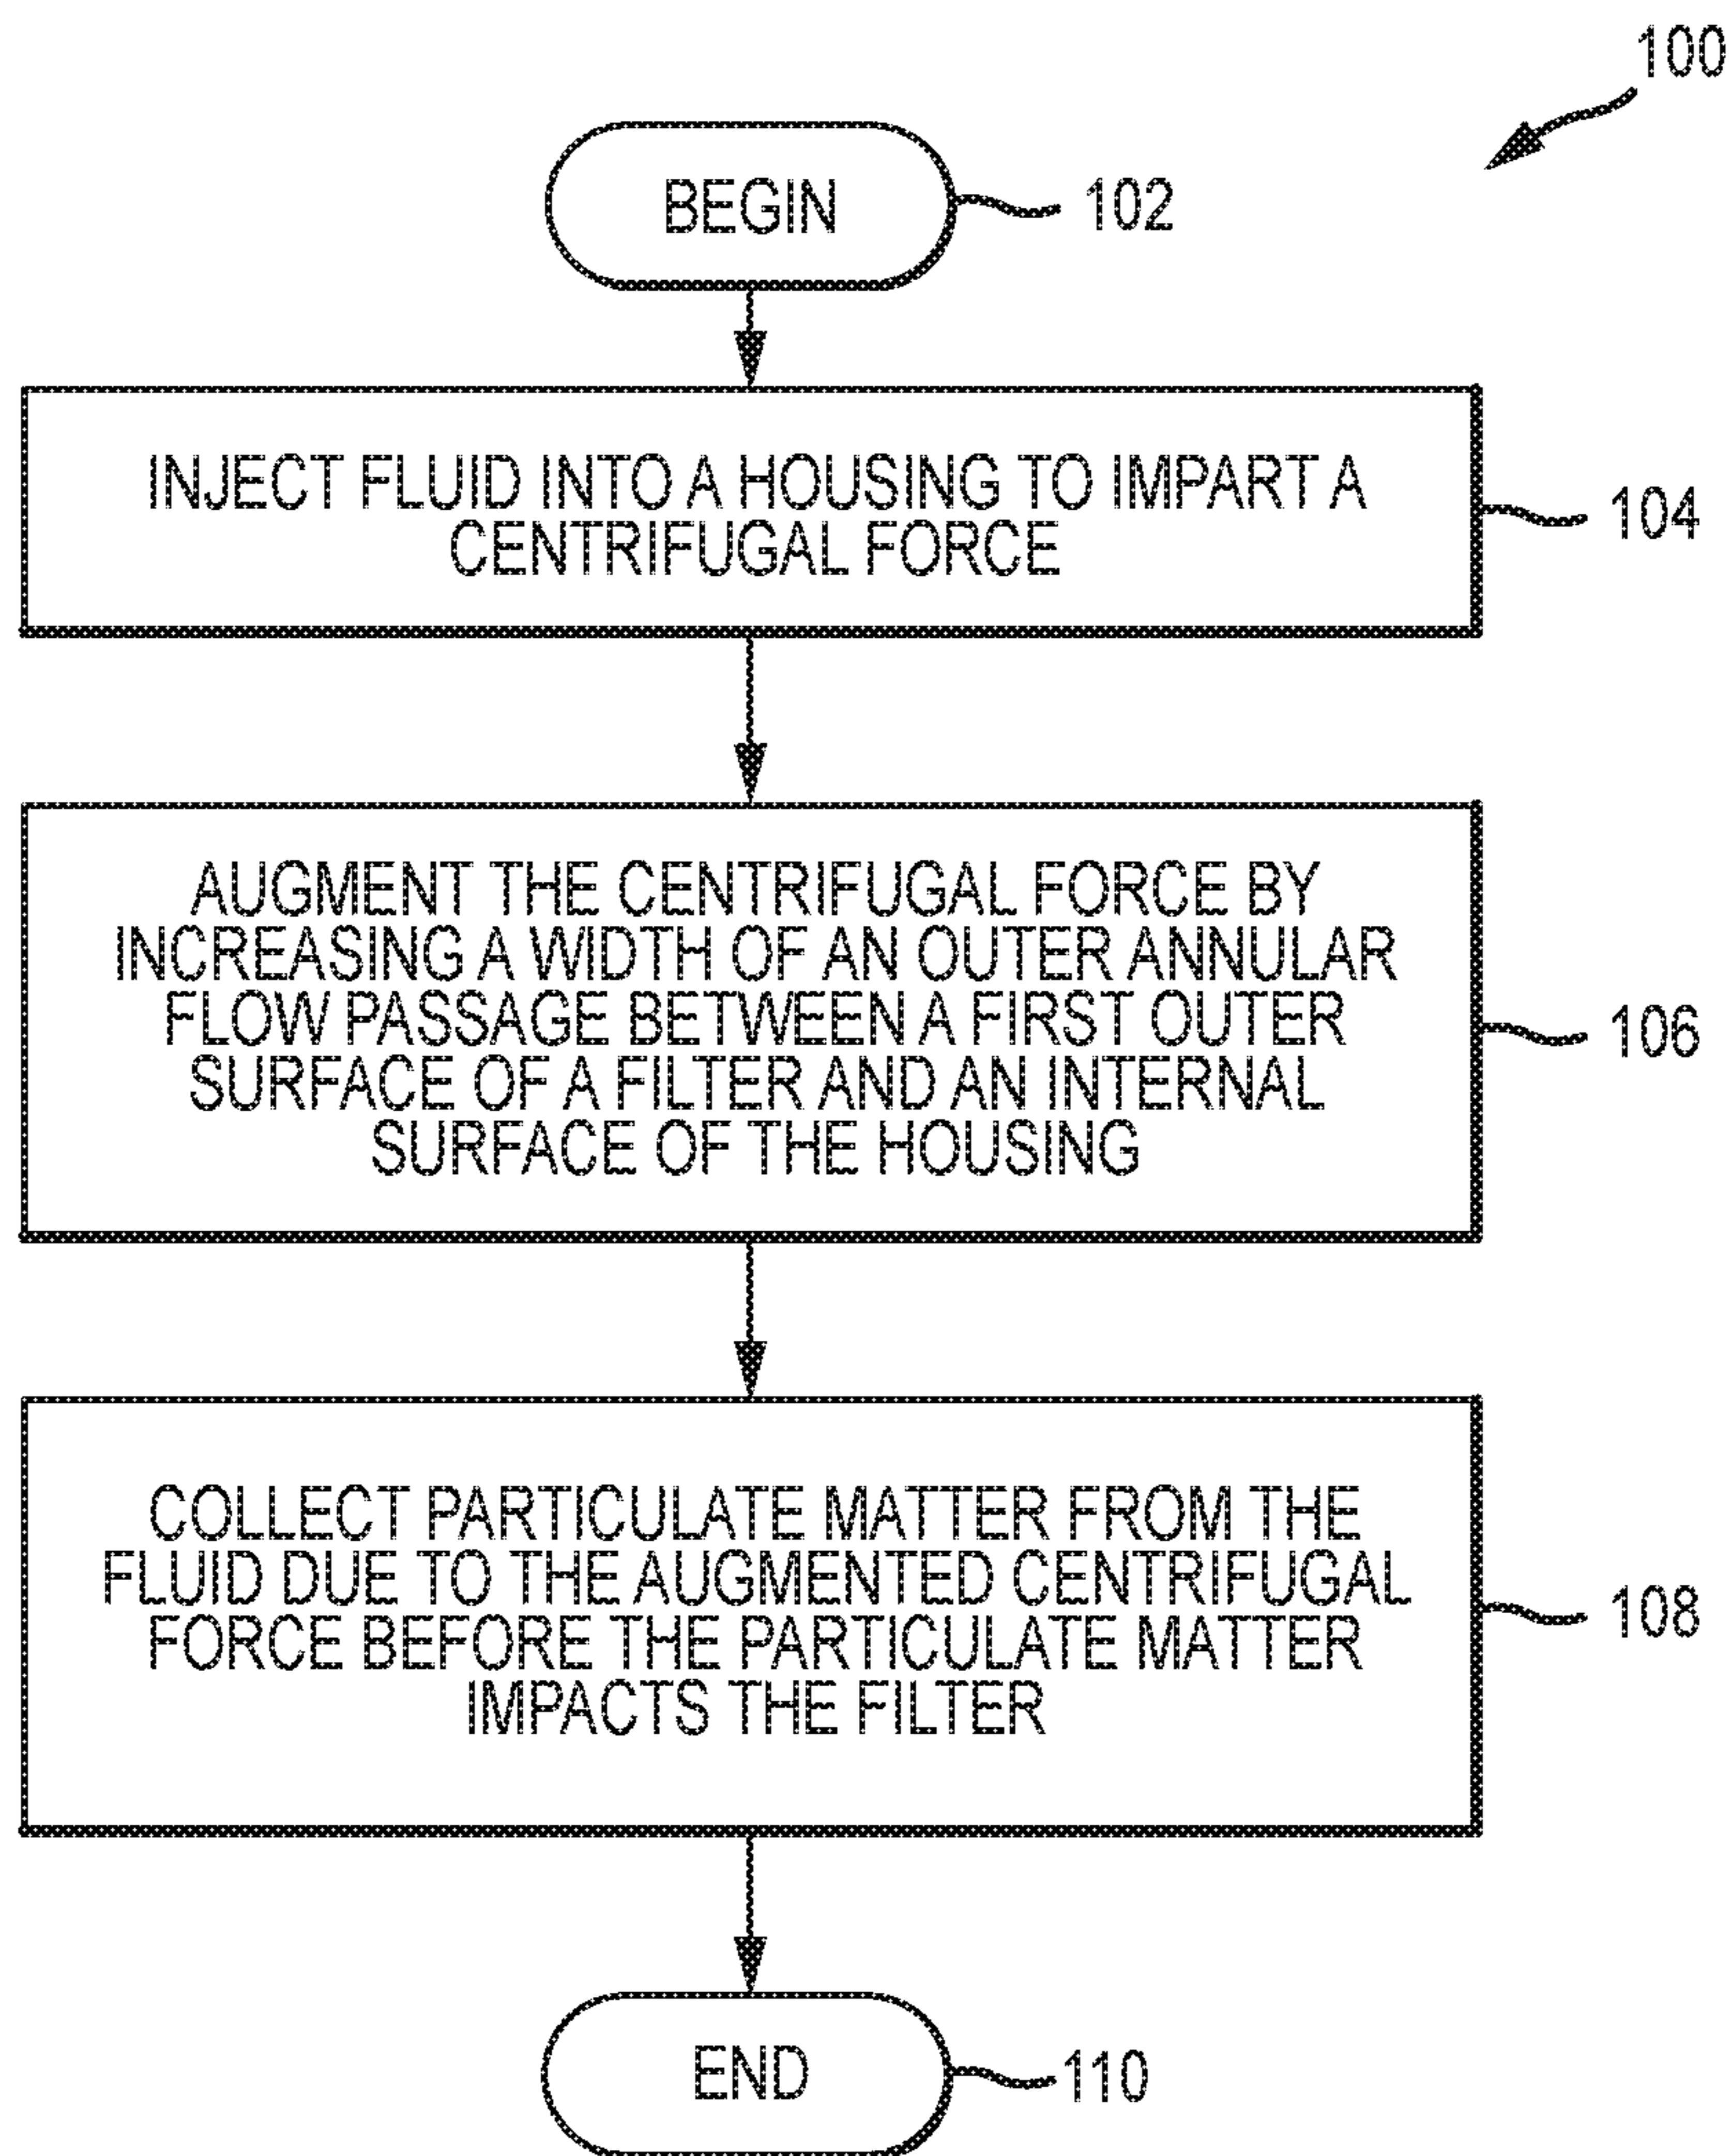 100
BEGIN
102
INJECT FLUID INTO A HOUSING TO IMPART A
CENTRIFUGAL FORCE
104
AUGMENT THE CENTRIFUGAL FORCE BY
INCREASING A WIDTH OF AN OUTER ANNULAR
FLOW PASSAGE BETWEEN A FIRST OUTER
SURFACE OF A FILTER AND AN INTERNAL
SURFACE OF THE HOUSING
106
COLLECT PARTICULATE MATTER FROM THE
FLUID DUE TO THE AUGMENTED CENTRIFUGAL
FORCE BEFORE THE PARTICULATE MATTER
IMPACTS THE FILTER
108
END
110